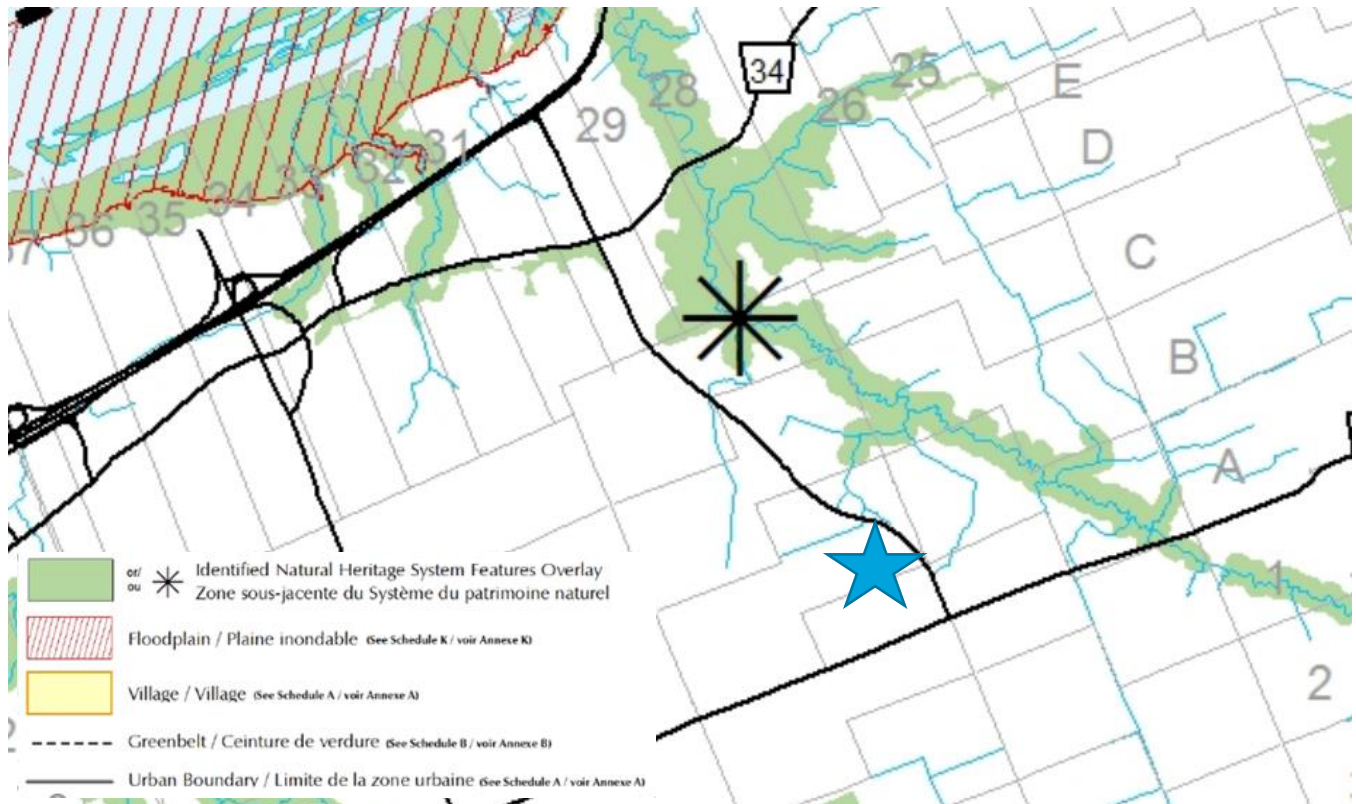 34
25
E
28
26
29
D
31
32
33
34
35
36
37
C
B
A
1
2
or/ Identified Natural Heritage System Features Overlay
ou Zone sous-jacente du Système du patrimoine naturel
Floodplain / Plaine inondable (See Schedule K / voir Annexe K)
Village / Village (See Schedule A / voir Annexe A)
Greenbelt / Ceinture de verdure (See Schedule B / voir Annexe B)
Urban Boundary / Limite de la zone urbaine (See Schedule A / voir Annexe A)